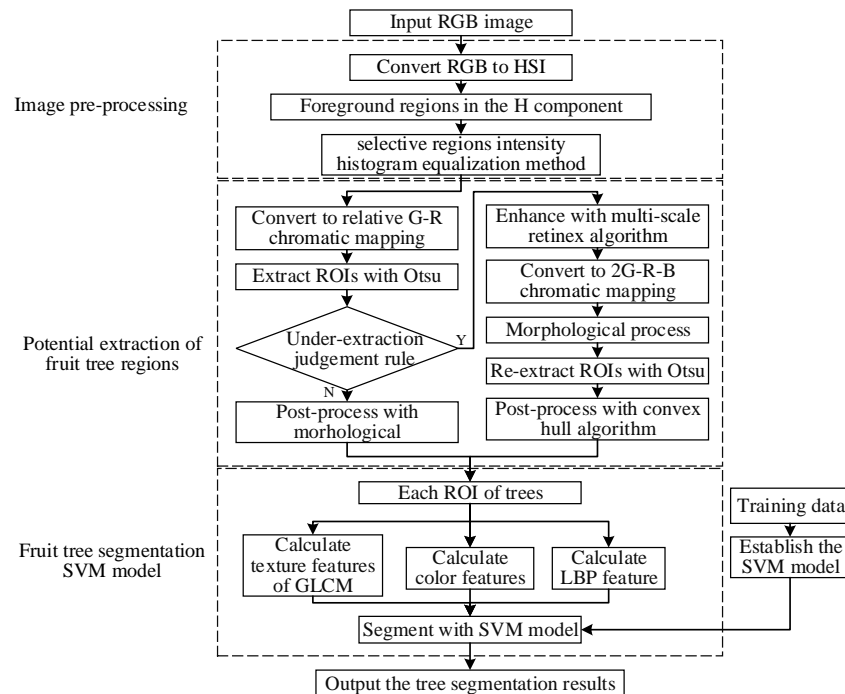 Input RGB image
Image pre-processing
Convert RGB to HSI
Foreground regions in the H component
selective regions intensity
histogram equalization method
Potential extraction of
fruit tree regions
Convert to relative G-R
chromatic mapping
Extract ROIs with Otsu
Under-extraction
judgement rule
Y
N
Post-process with
morhological
Enhance with multi-scale
retinex algorithm
Convert to 2G-R-B
chromatic mapping
Morphological process
Re-extract ROIs with Otsu
Post-process with convex
hull algorithm
Fruit tree segmentation
SVM model
Each ROI of trees
Calculate
texture features
of GLCM
Calculate
color features
Calculate
LBP feature
Training data
Establish the
SVM model
Segment with SVM model
Output the tree segmentation results